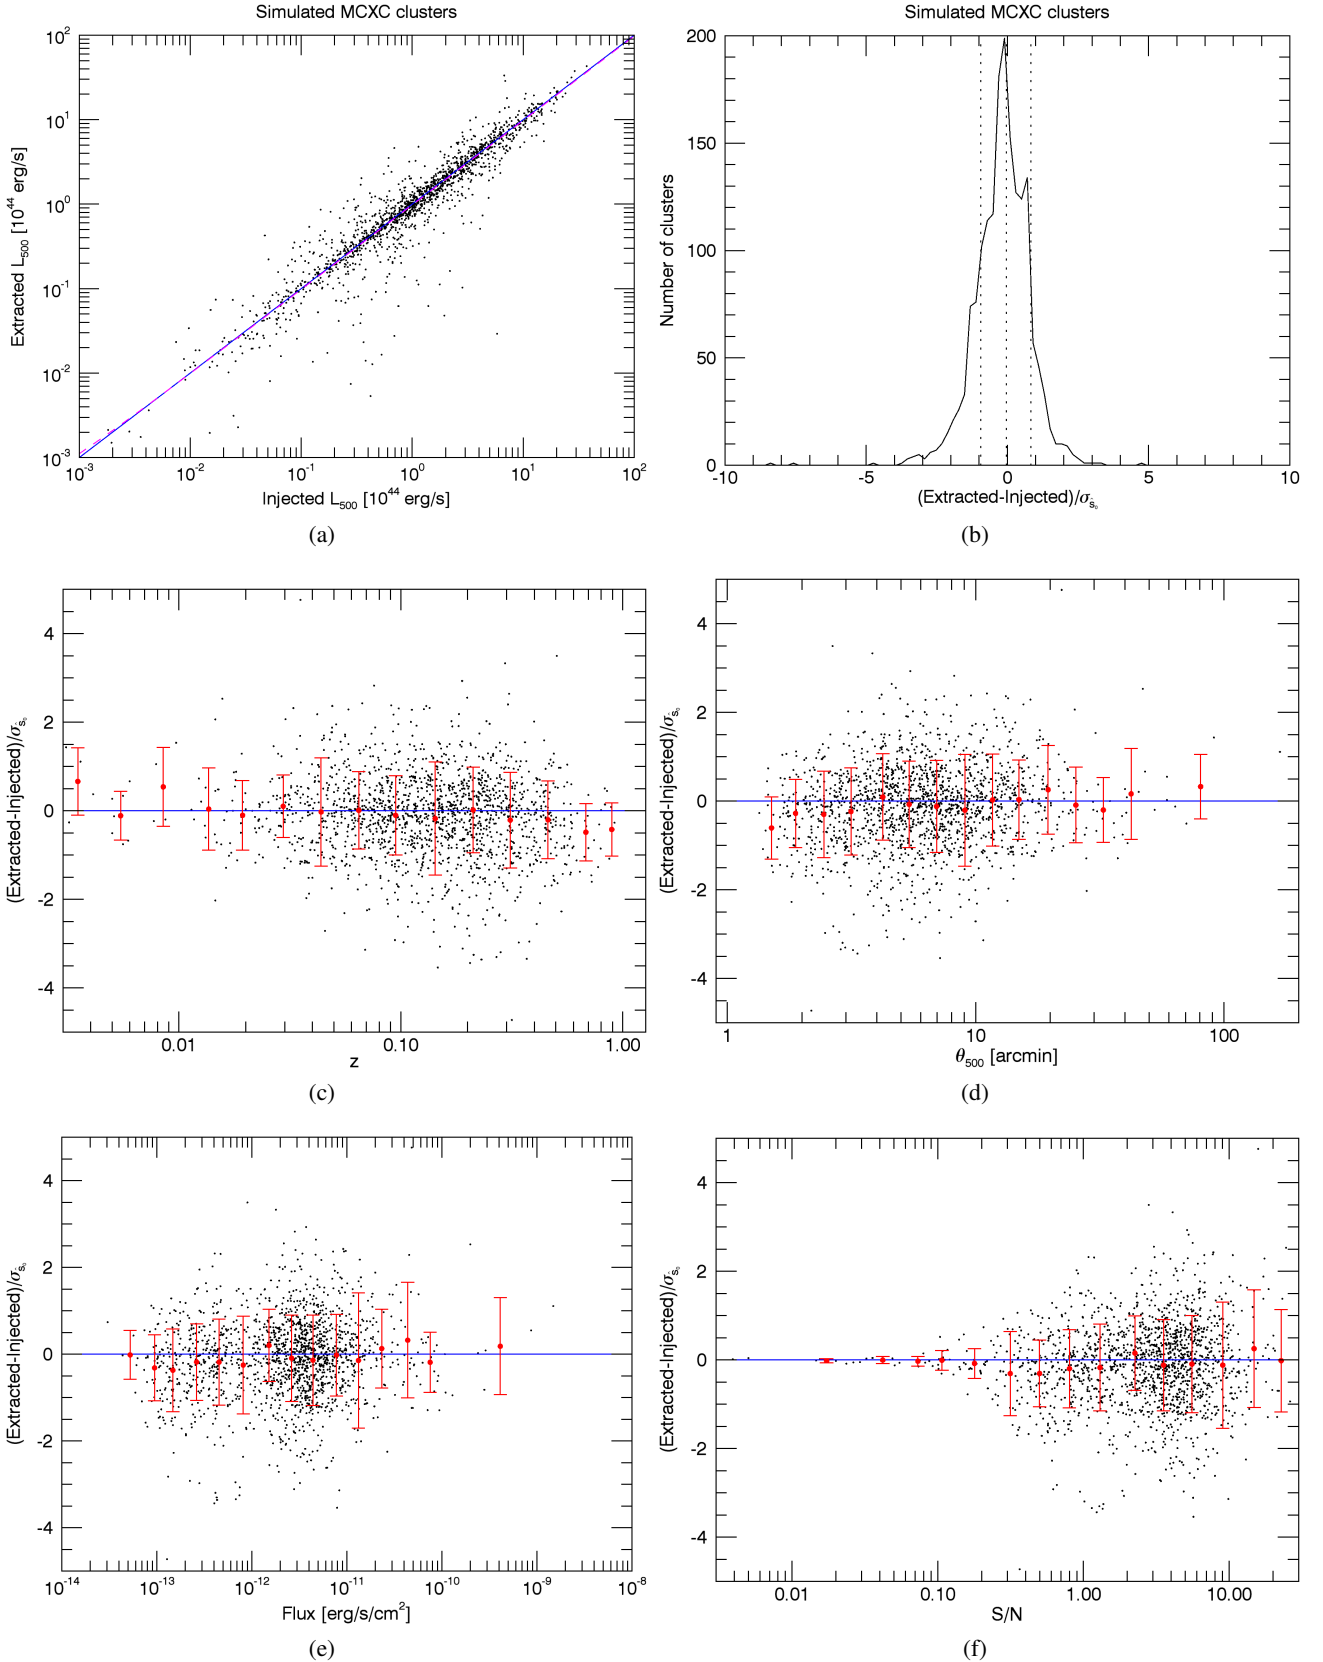 Simulated MCXC clusters
Extracted L500 [10^44 erg/s]
10^2
10^1
10^0
10^-1
10^-2
10^-3
10^-3 10^-2 10^-1 10^0 10^1 10^2
Injected L500 [10^44 erg/s]
(a)
Simulated MCXC clusters
Number of clusters
200
150
100
50
0
-10 -5 0 5 10
(Extracted-Injected)/σ
(b)
(Extracted-Injected)/σ
4
2
0
-2
-4
0.01 0.10 1.00
z
(c)
(Extracted-Injected)/σ
4
2
0
-2
-4
1 10 100
θ500 [arcmin]
(d)
(Extracted-Injected)/σ
4
2
0
-2
-4
10^-14 10^-13 10^-12 10^-11 10^-10 10^-9 10^-8
Flux [erg/s/cm^2]
(e)
(Extracted-Injected)/σ
4
2
0
-2
-4
0.01 0.10 1.00 10.00
S/N
(f)